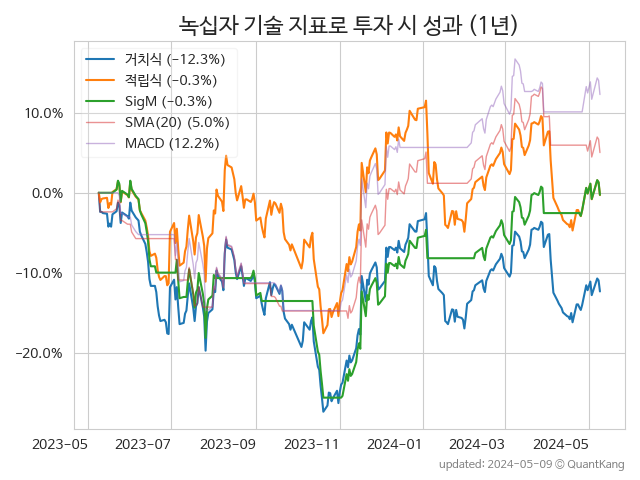 녹십자 기술 지표로 투자 시 성과 (1년)
거치식 (−12.3%)
적립식 (−0.3%)
SigM (−0.3%)
SMA(20) (5.0%)
MACD (12.2%)
10.0%
0.0%
−10.0%
−20.0%
2023-05 2023-07 2023-09 2023-11 2024-01 2024-03 2024-05
updated: 2024-05-09 © QuantKang